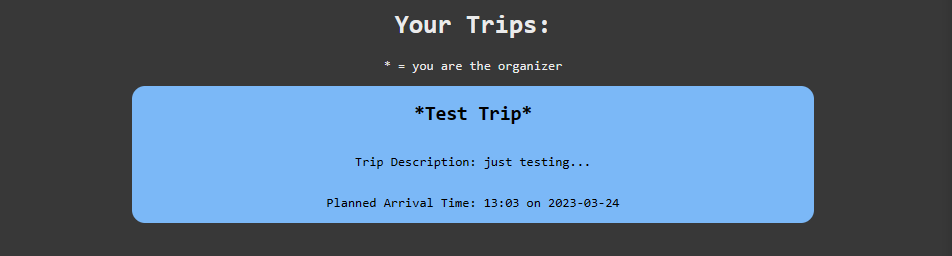 Your Trips:
* = you are the organizer
*Test Trip*
Trip Description: just testing...
Planned Arrival Time: 13:03 on 2023-03-24